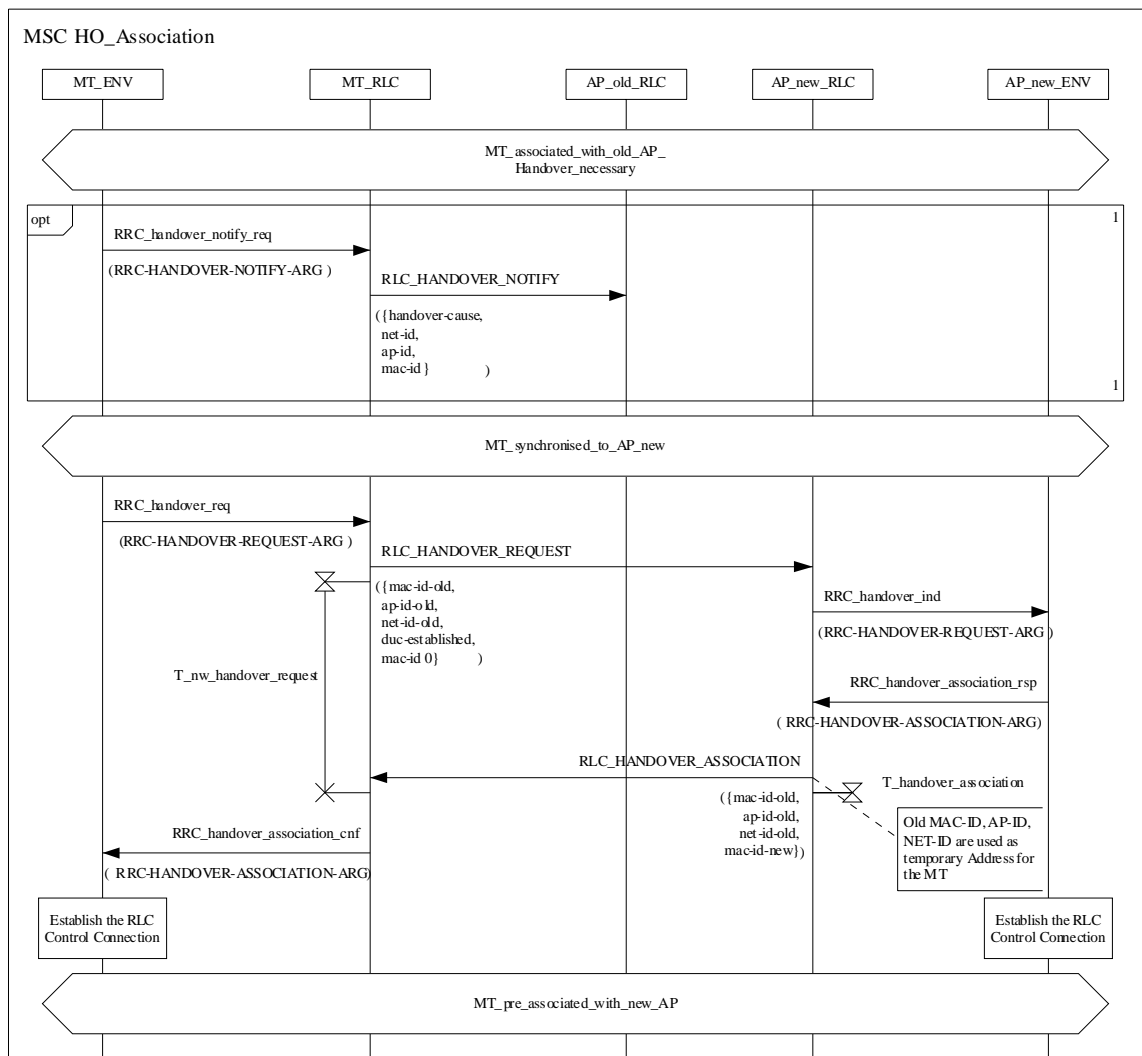 MSC HO_Association
MT_ENV
MT_RLC
AP_old_RLC
AP_new_RLC
AP_new_ENV
MT_associated_with_old_AP_
Handover_necessary
opt
1
RRC_handover_notify_req
(RRC-HANDOVER-NOTIFY-ARG )
RLC_HANDOVER_NOTIFY
({handover-cause,
net-id,
ap-id,
mac-id } )
1
MT_synchronised_to_AP_new
RRC_handover_req
(RRC-HANDOVER-REQUEST-ARG )
RLC_HANDOVER_REQUEST
({mac-id-old,
ap-id-old,
net-id-old,
duc-established,
mac-id 0} )
RRC_handover_ind
(RRC-HANDOVER-REQUEST-ARG )
T_nw_handover_request
RRC_handover_association_rsp
( RRC-HANDOVER-ASSOCIATION-ARG)
RLC_HANDOVER_ASSOCIATION
({mac-id-old,
ap-id-old,
net-id-old,
mac-id-new})
T_handover_association
Old MAC-ID, AP-ID,
NET-ID are used as
temporary Address for
the MT
RRC_handover_association_cnf
( RRC-HANDOVER-ASSOCIATION-ARG)
Establish the RLC
Control Connection
Establish the RLC
Control Connection
MT_pre_associated_with_new_AP